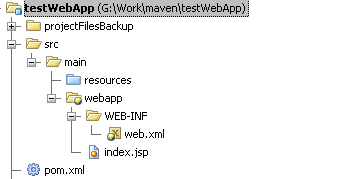 testWebApp (G:\Work\maven\testWebApp)
projectFilesBackup
src
main
resources
webapp
WEB-INF
web.xml
index.jsp
pom.xml